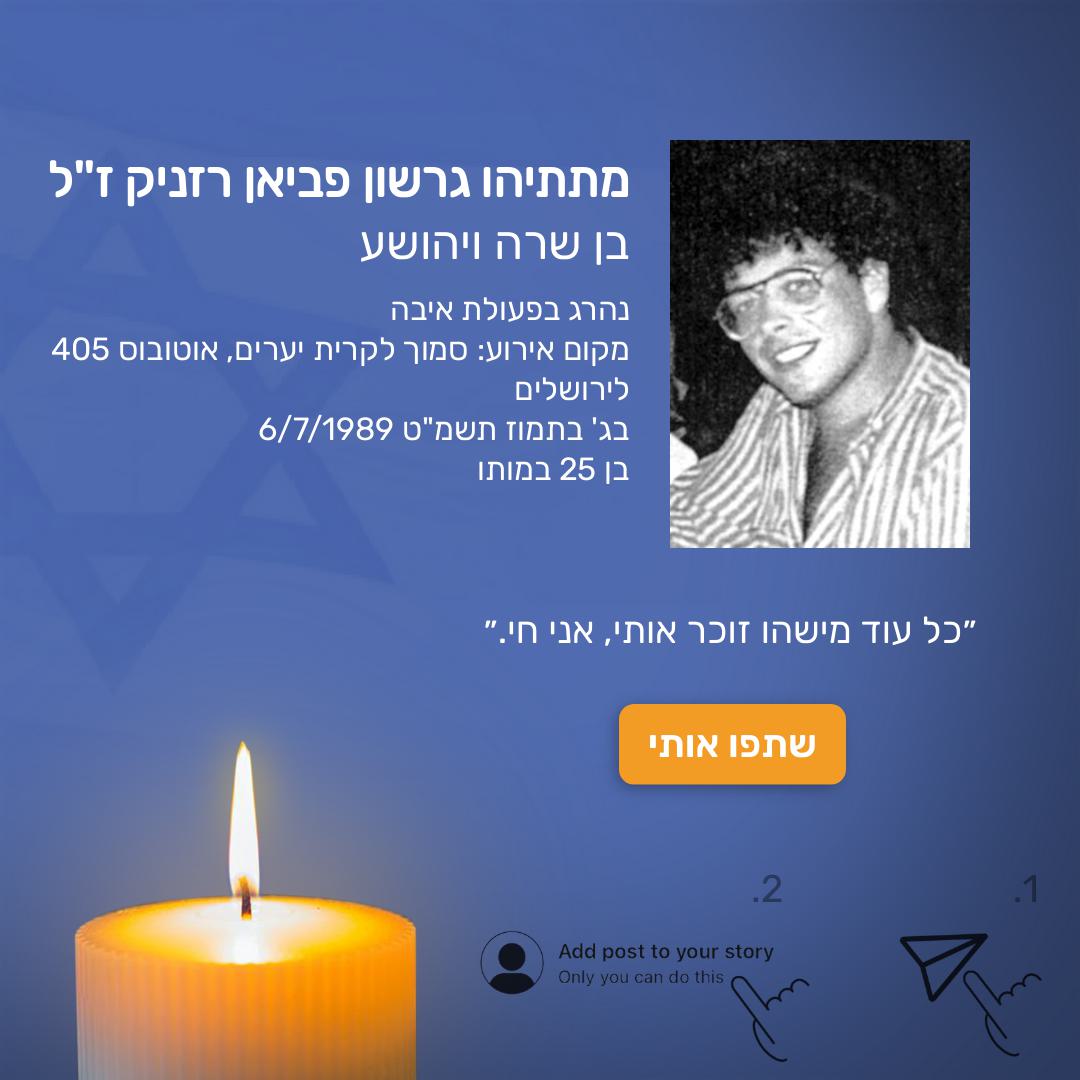 מתתיהו גרשון פביאן רזניק ז"ל
בן שרה ויהושע
נהרג בפעולת איבה
מקום אירוע: סמוך לקרית יערים, אוטובוס 405
לירושלים
בג' בתמוז תשמ"ט 6/7/1989
בן 25 במותו
״כל עוד מישהו זוכר אותי, אני חי.״
שתפו אותי
1.
2.
Add post to your story
Only you can do this